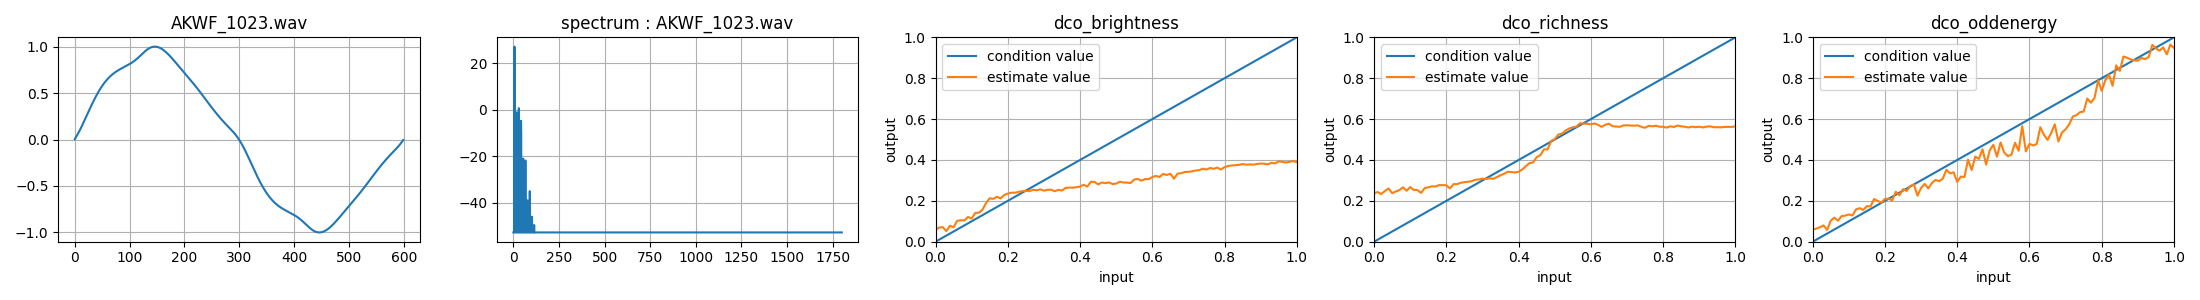 AKWF_1023.wav
1.0
0.5
0.0
−0.5
−1.0
0 100 200 300 400 500 600
spectrum : AKWF_1023.wav
20
0
−20
−40
0 250 500 750 1000 1250 1500 1750
dco_brightness
condition value
estimate value
output
1.0
0.8
0.6
0.4
0.2
0.0
0.0 0.2 0.4 0.6 0.8 1.0
input
dco_richness
condition value
estimate value
output
1.0
0.8
0.6
0.4
0.2
0.0
0.0 0.2 0.4 0.6 0.8 1.0
input
dco_oddenergy
condition value
estimate value
output
1.0
0.8
0.6
0.4
0.2
0.0
0.0 0.2 0.4 0.6 0.8 1.0
input